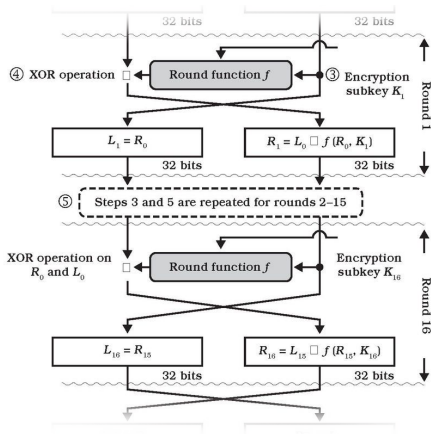 32 bits 32 bits
④ XOR operation □ Round function f ③ Encryption
subkey K₁
Round 1
L₁ = R₀ R₁ = L₀ □ f (R₀, K₁)
32 bits 32 bits
⑤ Steps 3 and 5 are repeated for rounds 2–15
XOR operation on
R₀ and L₀
□ Round function f
Encryption
subkey K₁₆
Round 16
L₁₆ = R₁₅ R₁₆ = L₁₅ □ f (R₁₅, K₁₆)
32 bits 32 bits